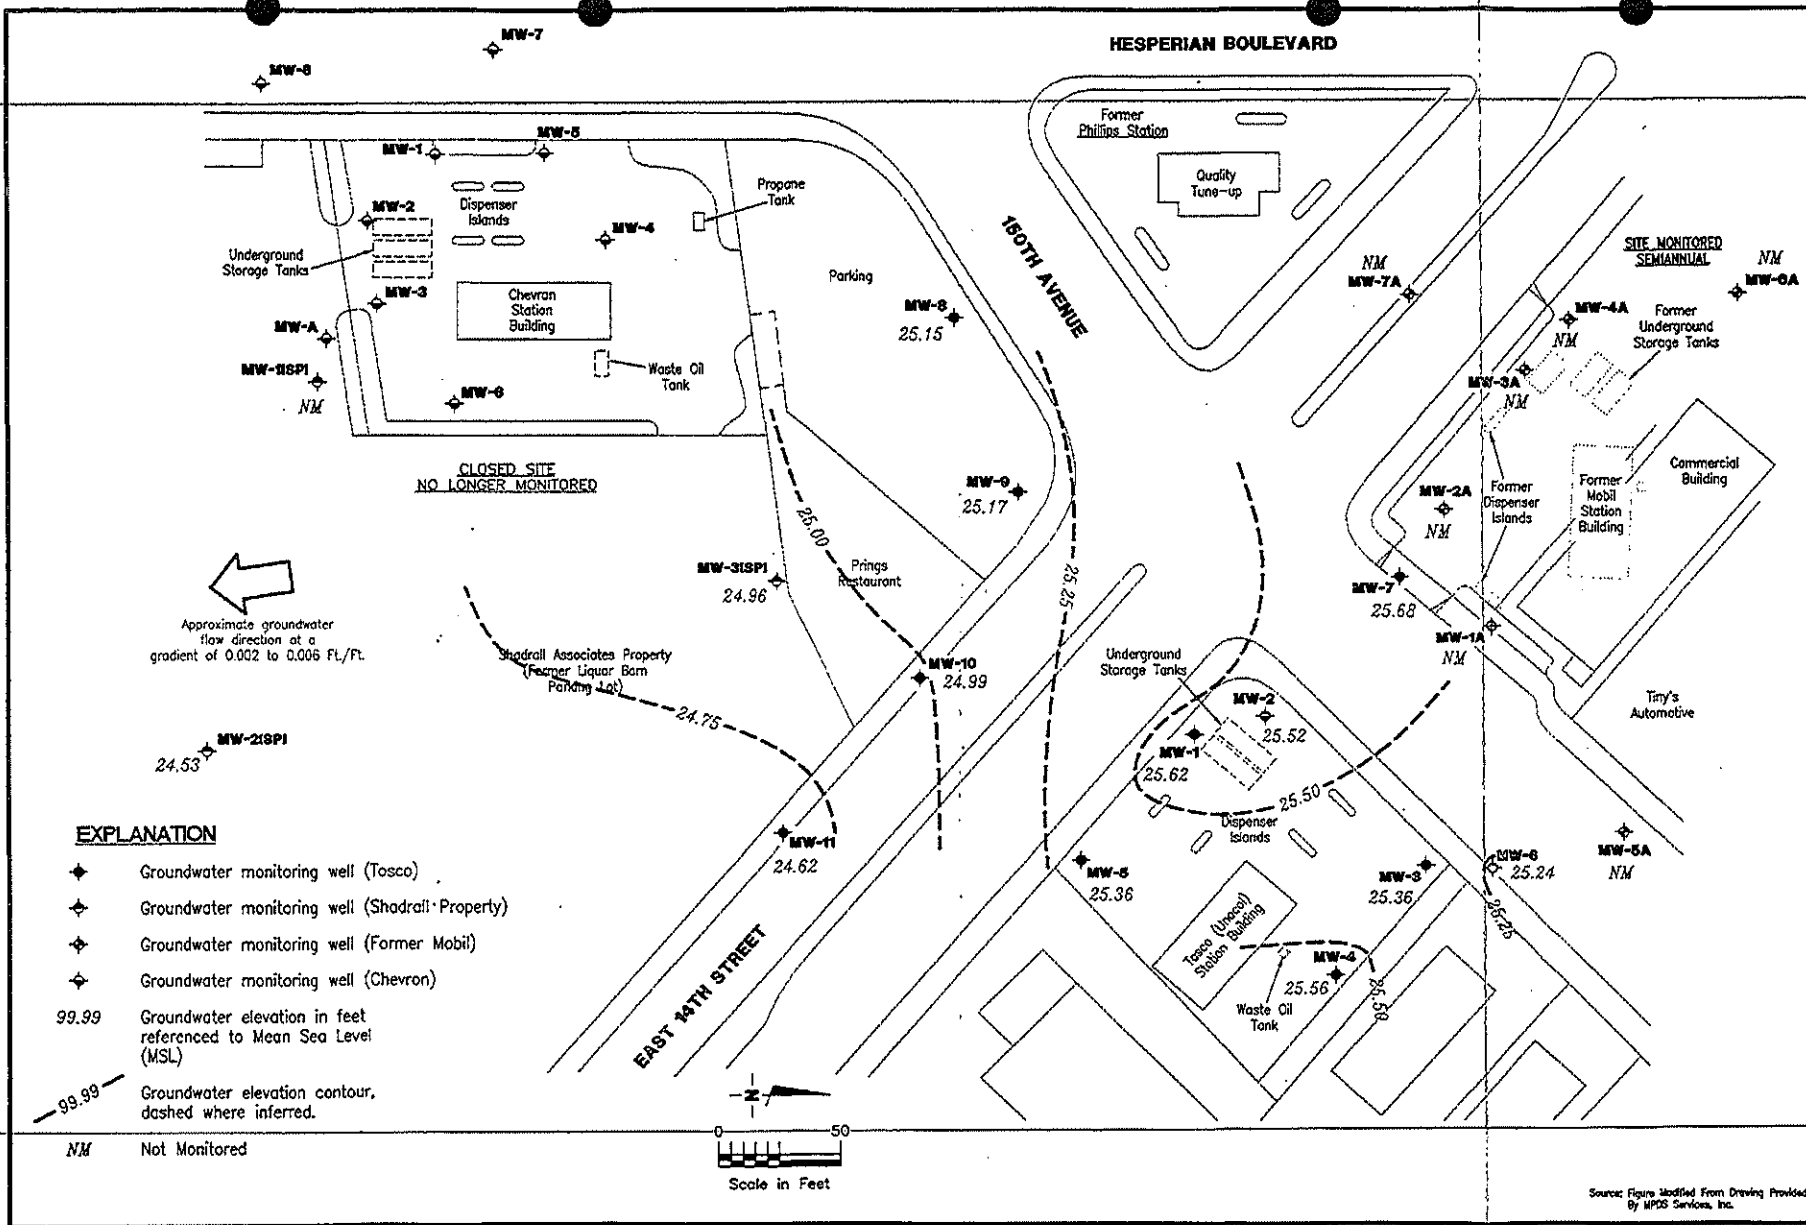 MW-7
HESPERIAN BOULEVARD
MW-8
Former
Phillips Station
MW-5
MW-1
Quality
Tune-up
Propane
Tank
Dispenser
Islands
MW-2
MW-4
150TH AVENUE
Underground
Storage Tanks
Parking
SITE MONITORED
SEMIANNUAL
NM
MW-7A
NM
MW-6A
MW-3
Chevron
Station
Building
MW-8
25.15
MW-4A
NM
Former
Underground
Storage Tanks
MW-A
MW-1(SP)
NM
Waste Oil
Tank
MW-3A
NM
MW-6
CLOSED SITE
NO LONGER MONITORED
Commercial
Building
MW-9
25.17
MW-2A
NM
Former
Dispenser
Islands
Former
Mobil
Station
Building
25.00
MW-3(SP)
24.96
Prings
Restaurant
25.25
MW-7
25.68
Approximate groundwater
flow direction at a
gradient of 0.002 to 0.006 Ft./Ft.
MW-1A
NM
Shadrall Associates Property
(Former Liquor Barn
Parking Lot)
MW-10
24.99
Underground
Storage Tanks
MW-2
25.52
Tiny's
Automotive
24.75
MW-2(SP)
24.53
MW-1
25.62
25.50
Dispenser
Islands
EXPLANATION
MW-11
24.62
MW-5
25.36
MW-3
25.36
MW-6
25.24
MW-5A
NM
Groundwater monitoring well (Tosco)
Groundwater monitoring well (Shadrall Property)
Groundwater monitoring well (Former Mobil)
Groundwater monitoring well (Chevron)
25.25
Tosco (Unocal)
Station Building
EAST 14TH STREET
MW-4
25.56
25.50
Waste Oil
Tank
99.99
Groundwater elevation in feet
referenced to Mean Sea Level
(MSL)
99.99
Groundwater elevation contour,
dashed where inferred.
NM
Not Monitored
N
0 50
Scale in Feet
Source: Figure Modified From Drawing Provided
By MPDS Services, Inc.